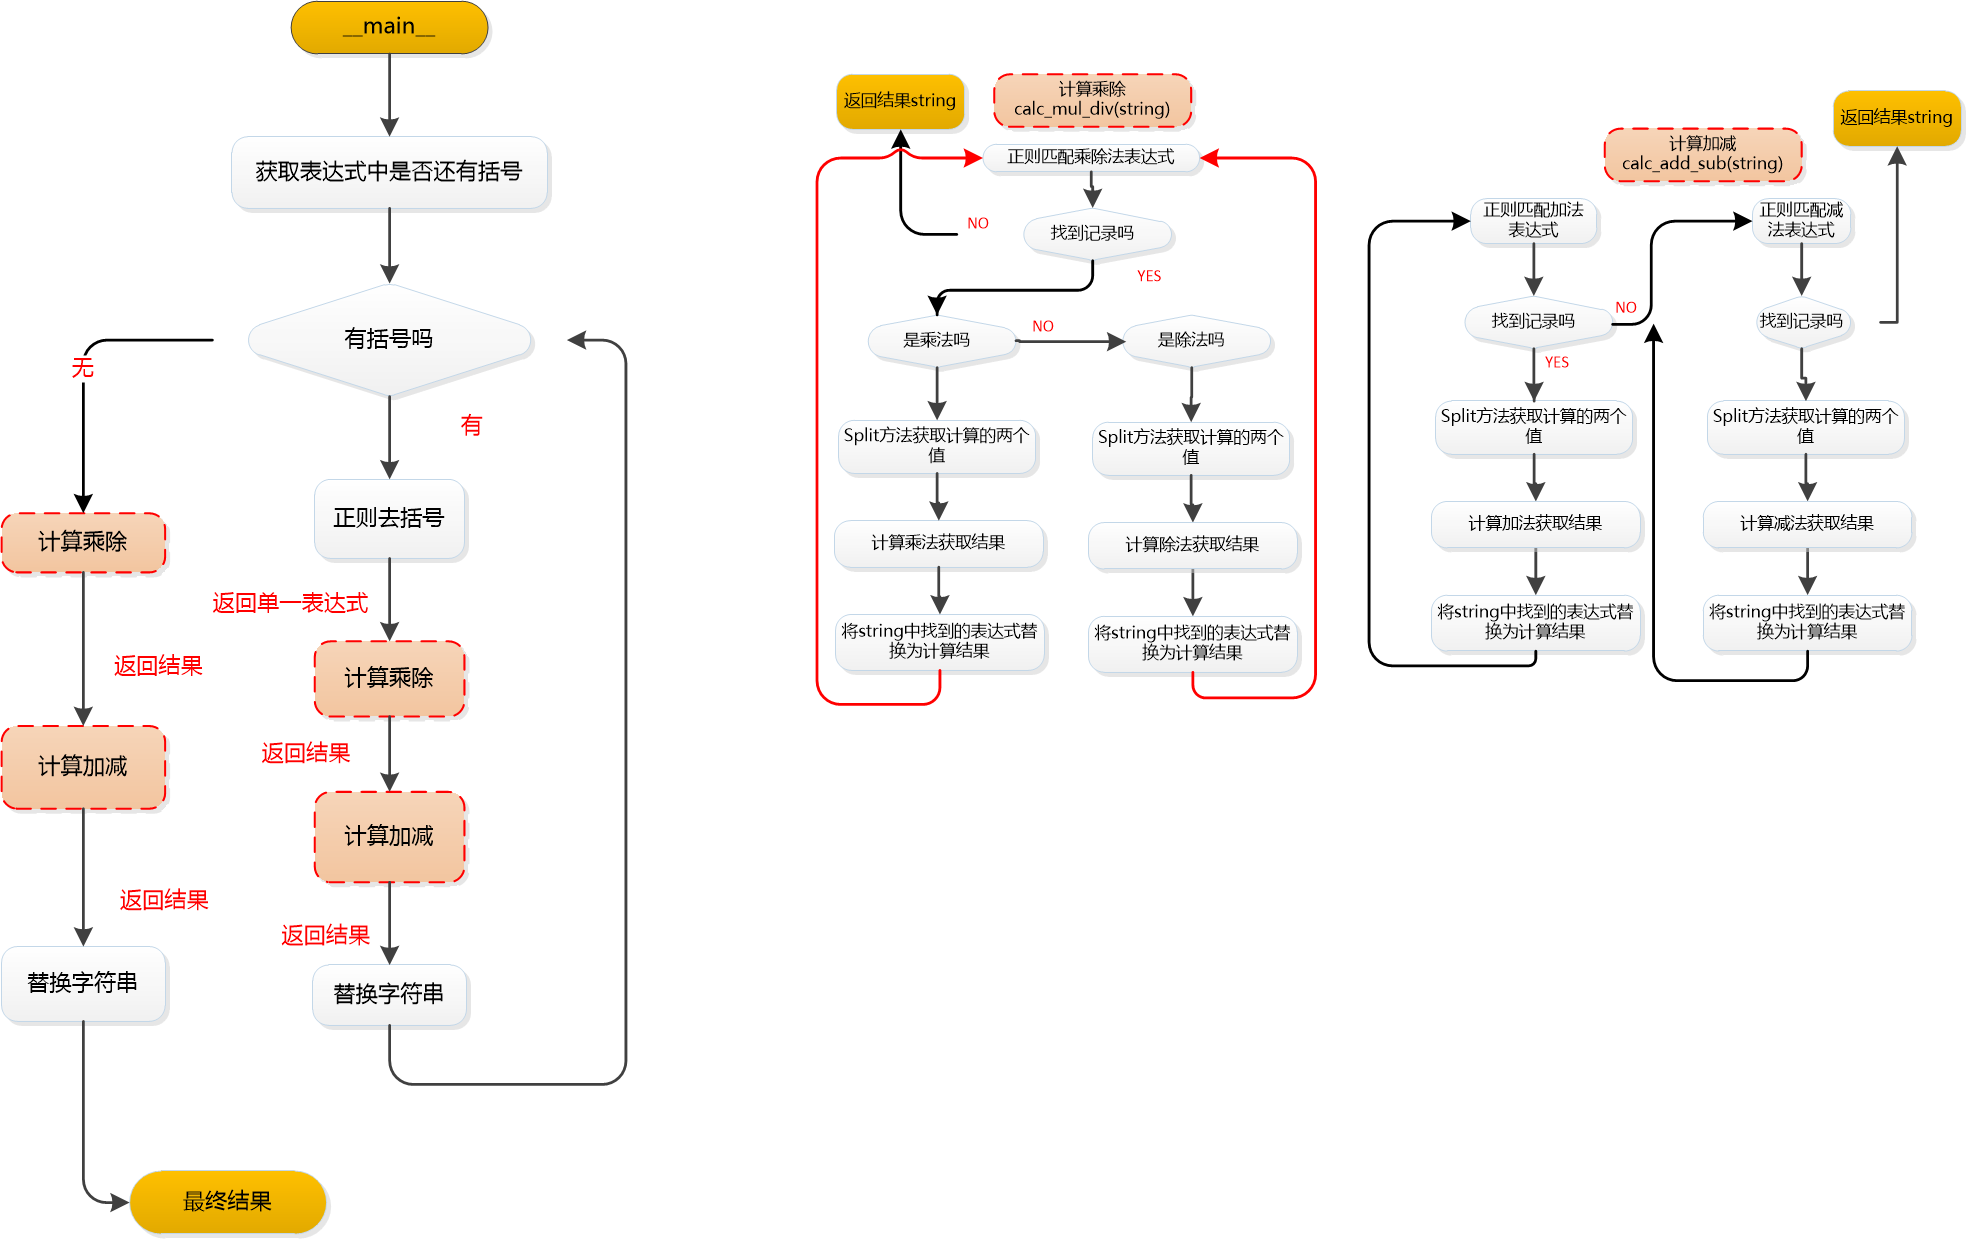 __main__
获取表达式中是否还有括号
有括号吗
无
有
计算乘除
正则去括号
返回单一表达式
返回结果
计算乘除
返回结果
计算加减
计算加减
返回结果
返回结果
替换字符串
替换字符串
最终结果
返回结果string
计算乘除
calc_mul_div(string)
正则匹配乘除法表达式
NO
找到记录吗
YES
是乘法吗
NO
是除法吗
Split方法获取计算的两个
值
Split方法获取计算的两个
值
计算乘法获取结果
计算除法获取结果
将string中找到的表达式替
换为计算结果
将string中找到的表达式替
换为计算结果
返回结果string
计算加减
calc_add_sub(string)
正则匹配加法
表达式
正则匹配减
法表达式
找到记录吗
NO
找到记录吗
YES
Split方法获取计算的两个
值
Split方法获取计算的两个
值
计算加法获取结果
计算减法获取结果
将string中找到的表达式替
换为计算结果
将string中找到的表达式替
换为计算结果